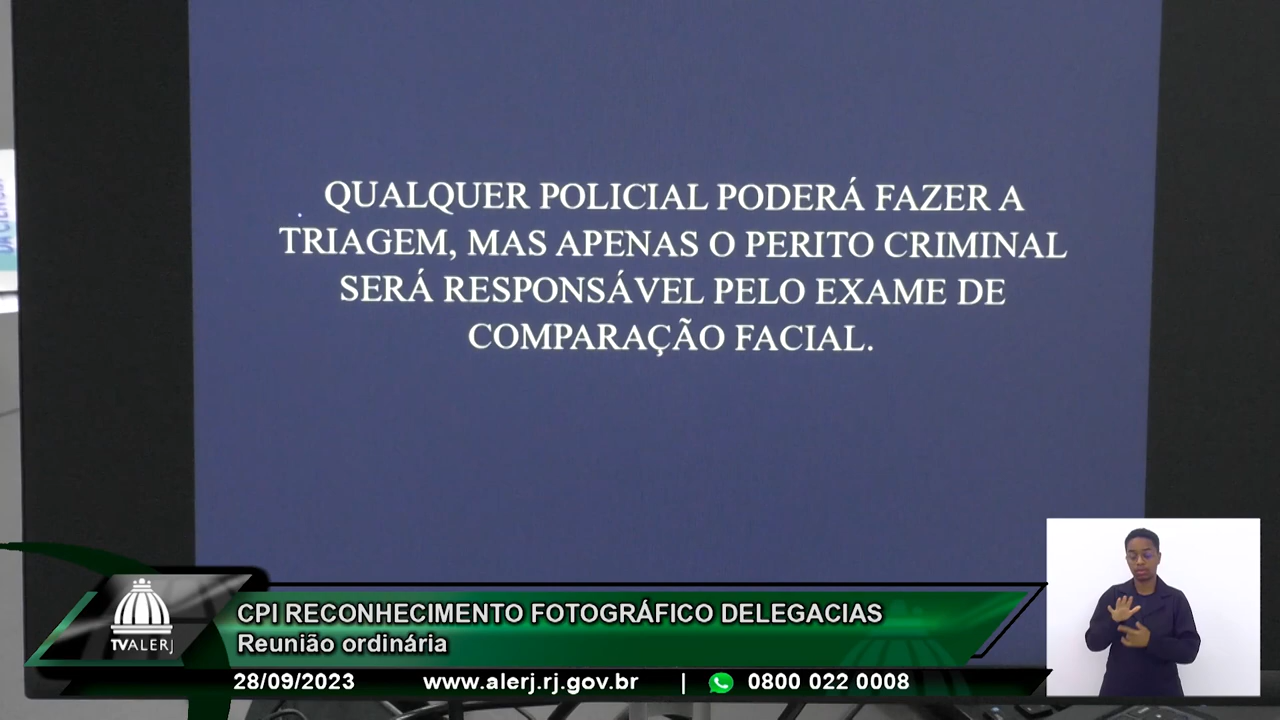 QUALQUER POLICIAL PODERÁ FAZER A
TRIAGEM, MAS APENAS O PERITO CRIMINAL
SERÁ RESPONSÁVEL PELO EXAME DE
COMPARAÇÃO FACIAL.
CPI RECONHECIMENTO FOTOGRÁFICO DELEGACIAS
Reunião ordinária
TVALERJ
28/09/2023 www.alerj.rj.gov.br | 0800 022 0008